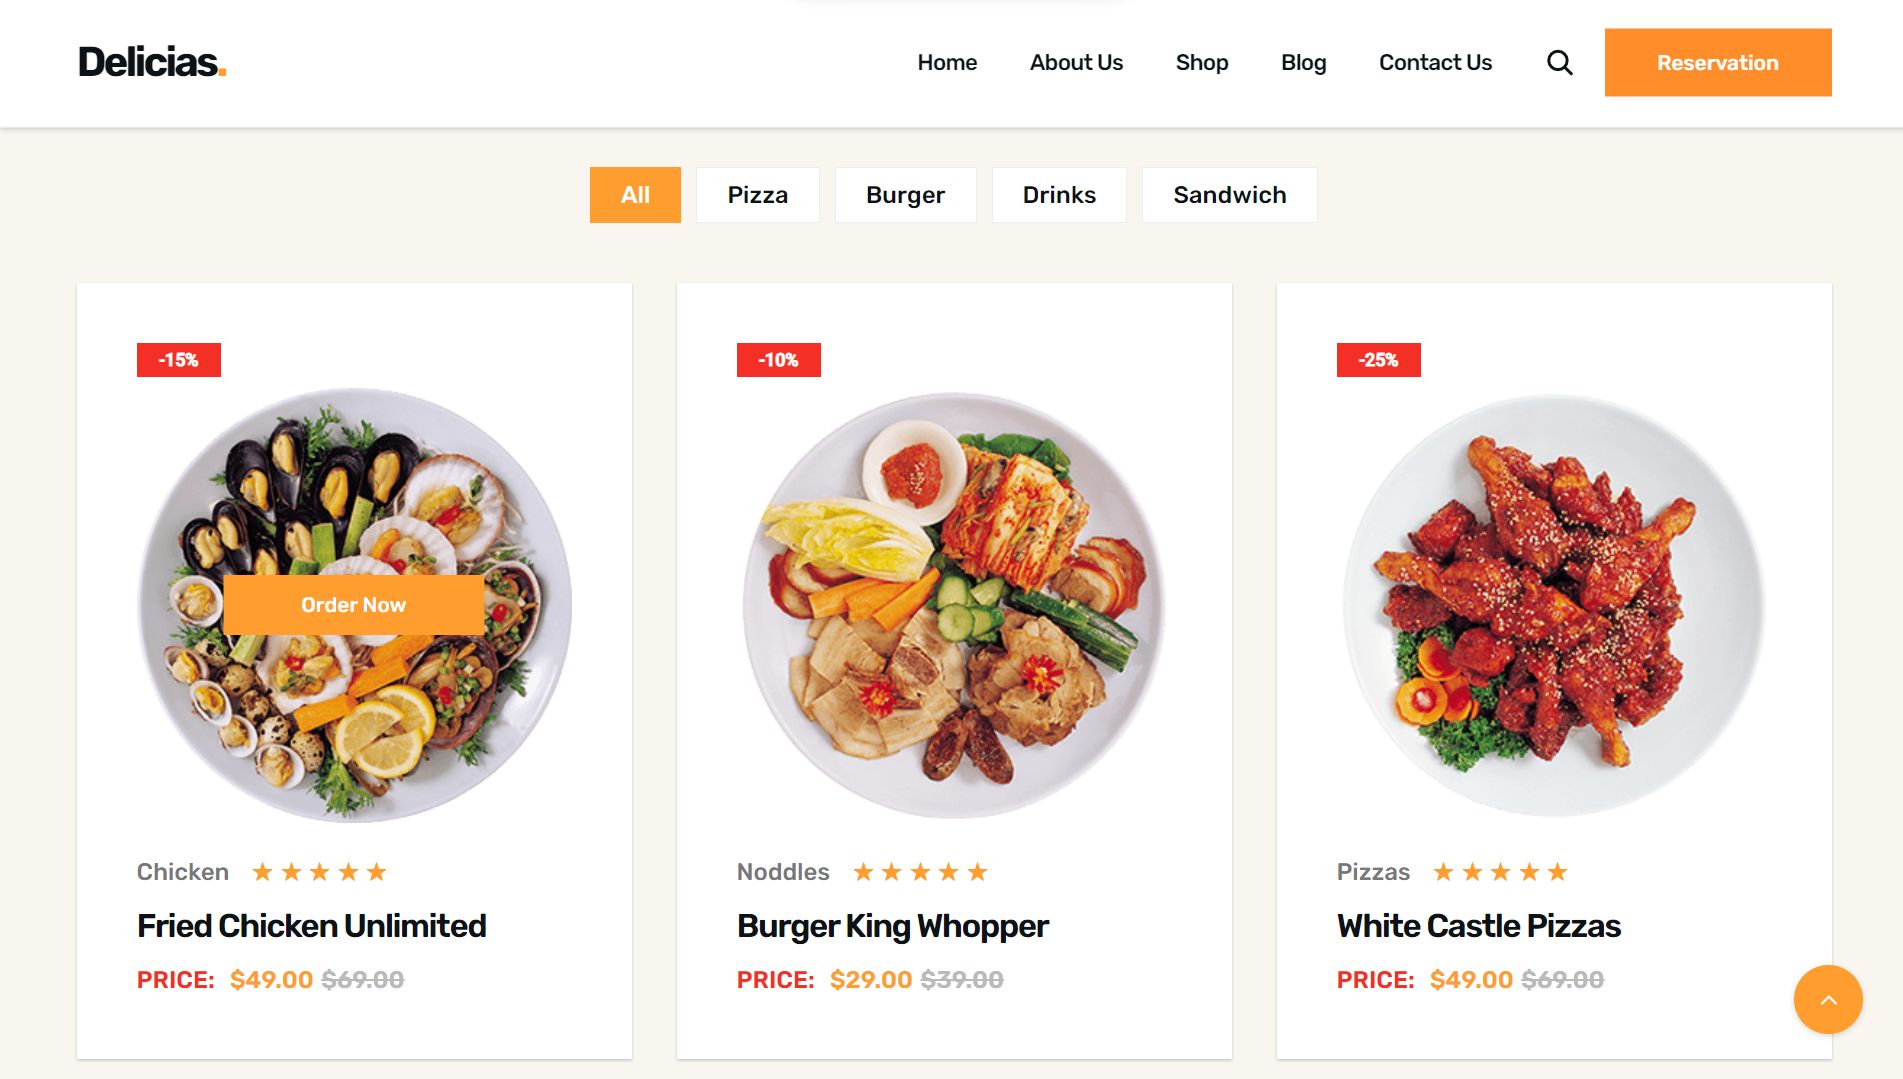 Delicias.
Home About Us Shop Blog Contact Us Reservation
All Pizza Burger Drinks Sandwich
-15%
Order Now
Chicken
Fried Chicken Unlimited
PRICE: $49.00 $69.00
-10%
Noddles
Burger King Whopper
PRICE: $29.00 $39.00
-25%
Pizzas
White Castle Pizzas
PRICE: $49.00 $69.00